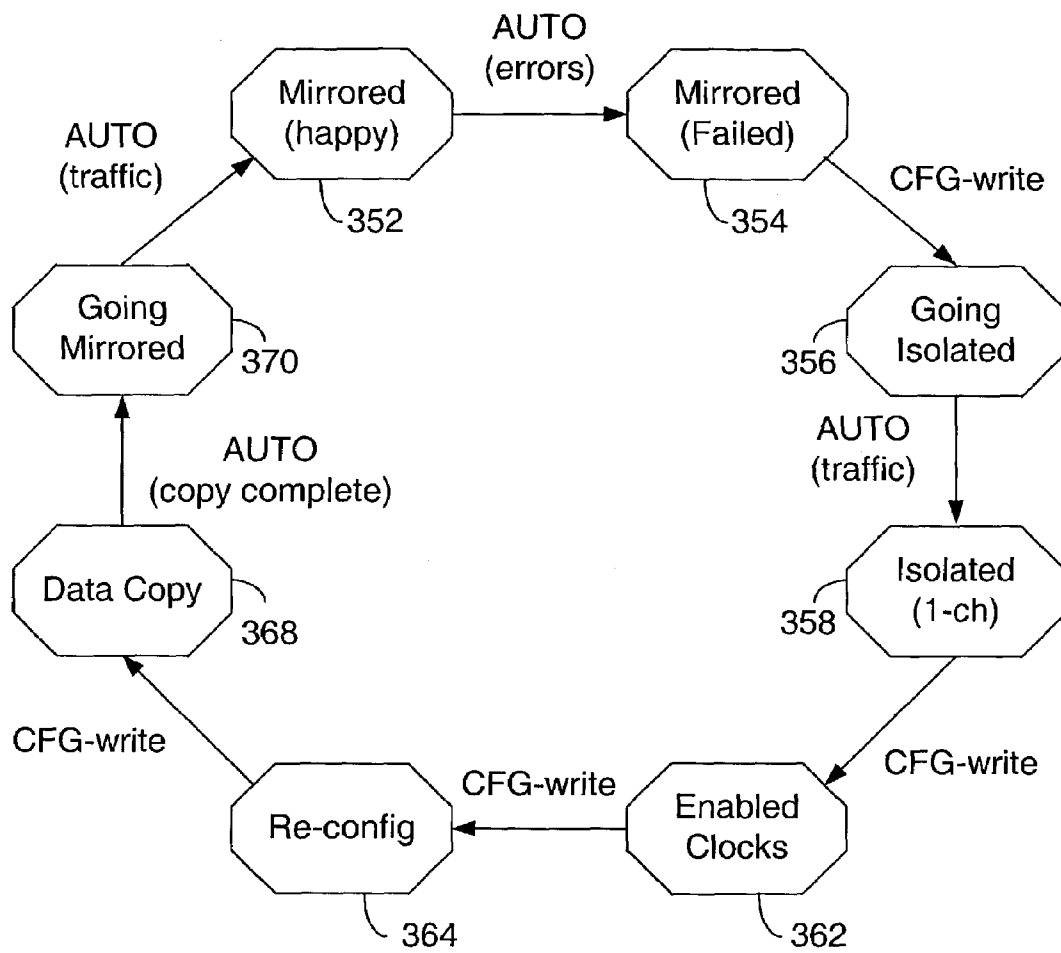 AUTO
(errors)
Mirrored
(happy)
352
Mirrored
(Failed)
354
AUTO
(traffic)
CFG-write
Going
Mirrored
370
Going
Isolated
356
AUTO
(traffic)
AUTO
(copy complete)
Data Copy
368
Isolated
(1-ch)
358
CFG-write
CFG-write
CFG-write
Re-config
364
Enabled
Clocks
362